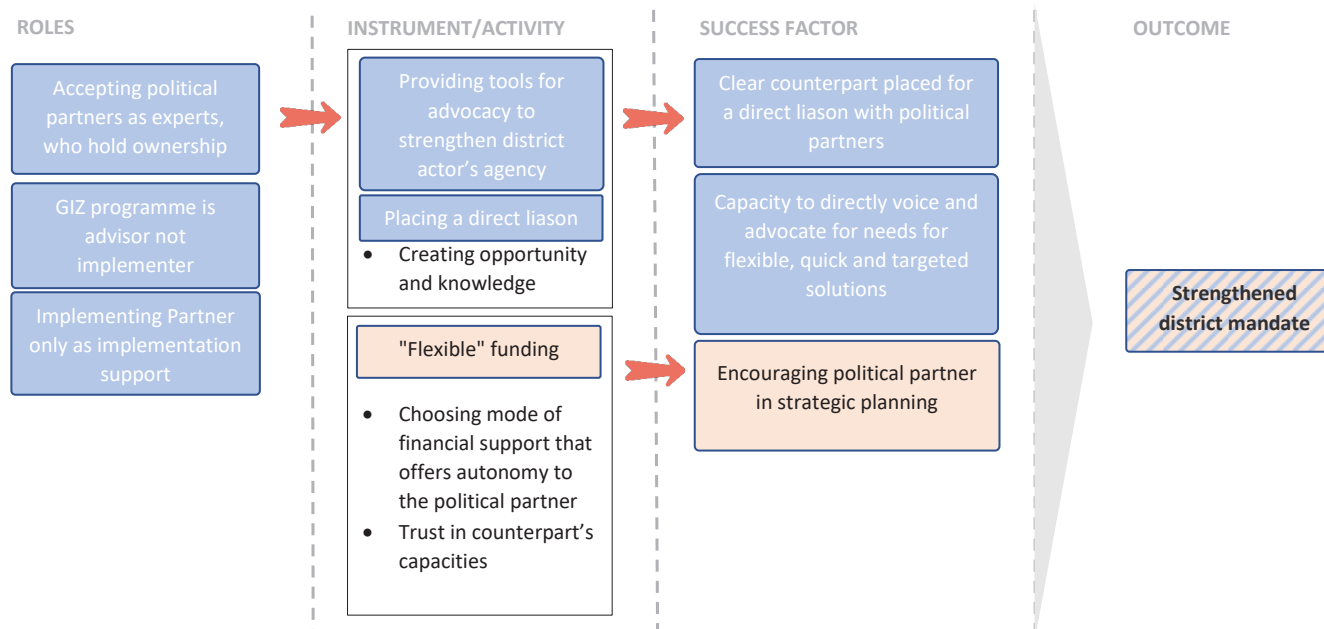 ROLES
Accepting political
partners as experts,
who hold ownership
GIZ programme is
advisor not
implementer
Implementing Partner
only as implementation
support
INSTRUMENT/ACTIVITY
Providing tools for
advocacy to
strengthen district
actor's agency
Placing a direct liason
• Creating opportunity
and knowledge
"Flexible" funding
• Choosing mode of
financial support that
offers autonomy to
the political partner
• Trust in counterpart's
capacities
SUCCESS FACTOR
Clear counterpart placed for
a direct liason with political
partners
Capacity to directly voice and
advocate for needs for
flexible, quick and targeted
solutions
Encouraging political partner
in strategic planning
OUTCOME
Strengthened
district mandate